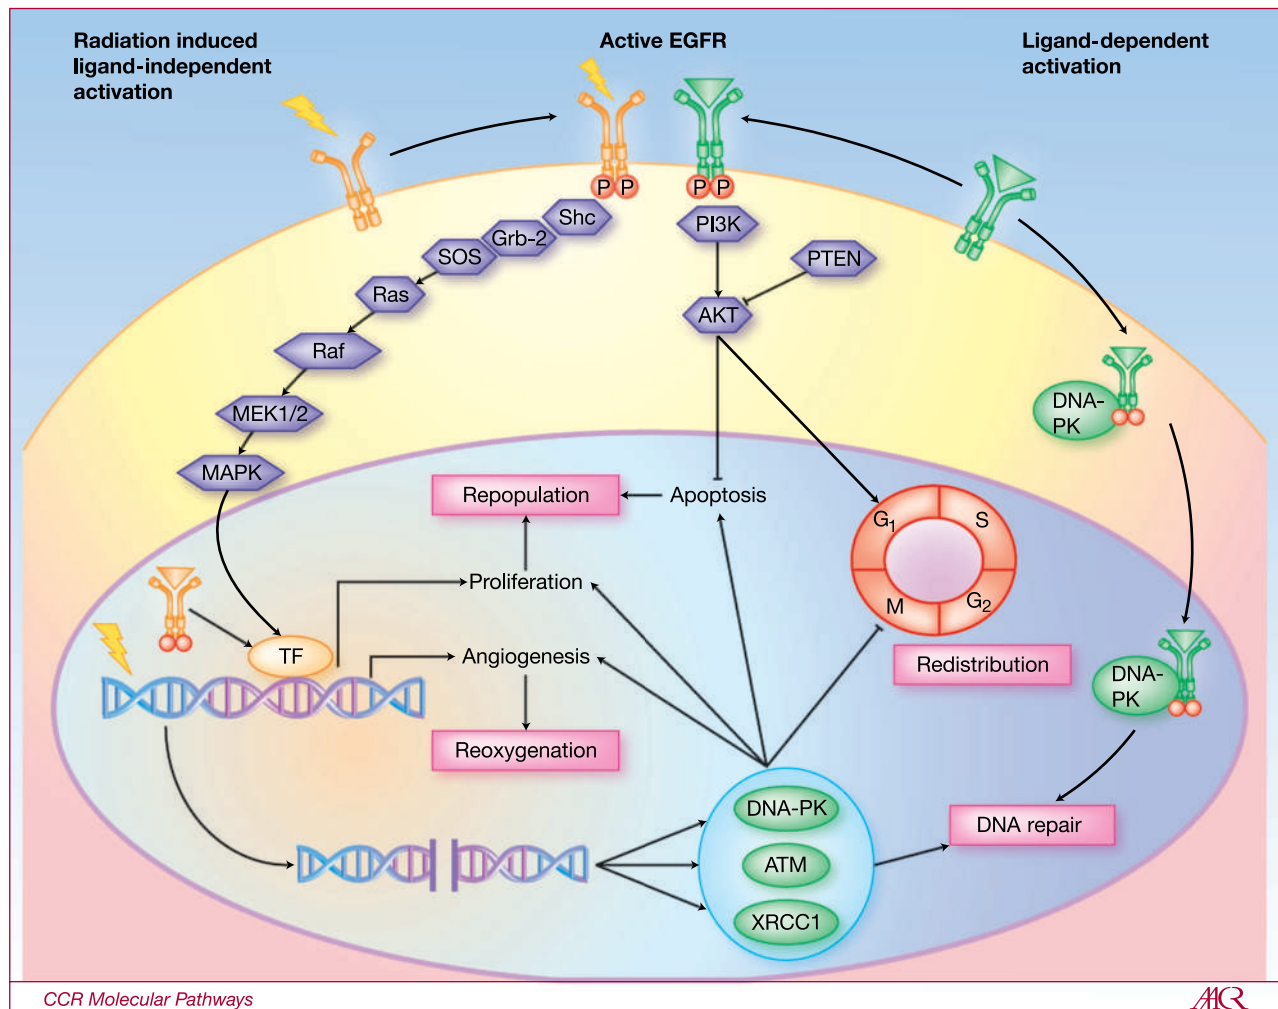 Radiation induced
ligand-independent
activation
Active EGFR
Ligand-dependent
activation
P P
P P
Shc
Grb-2
SOS
Ras
Raf
MEK1/2
MAPK
PI3K
PTEN
AKT
DNA-
PK
Repopulation
Apoptosis
G1
S
M
G2
Proliferation
TF
Angiogenesis
Redistribution
DNA-
PK
Reoxygenation
DNA-PK
ATM
XRCC1
DNA repair
CCR Molecular Pathways
AACR